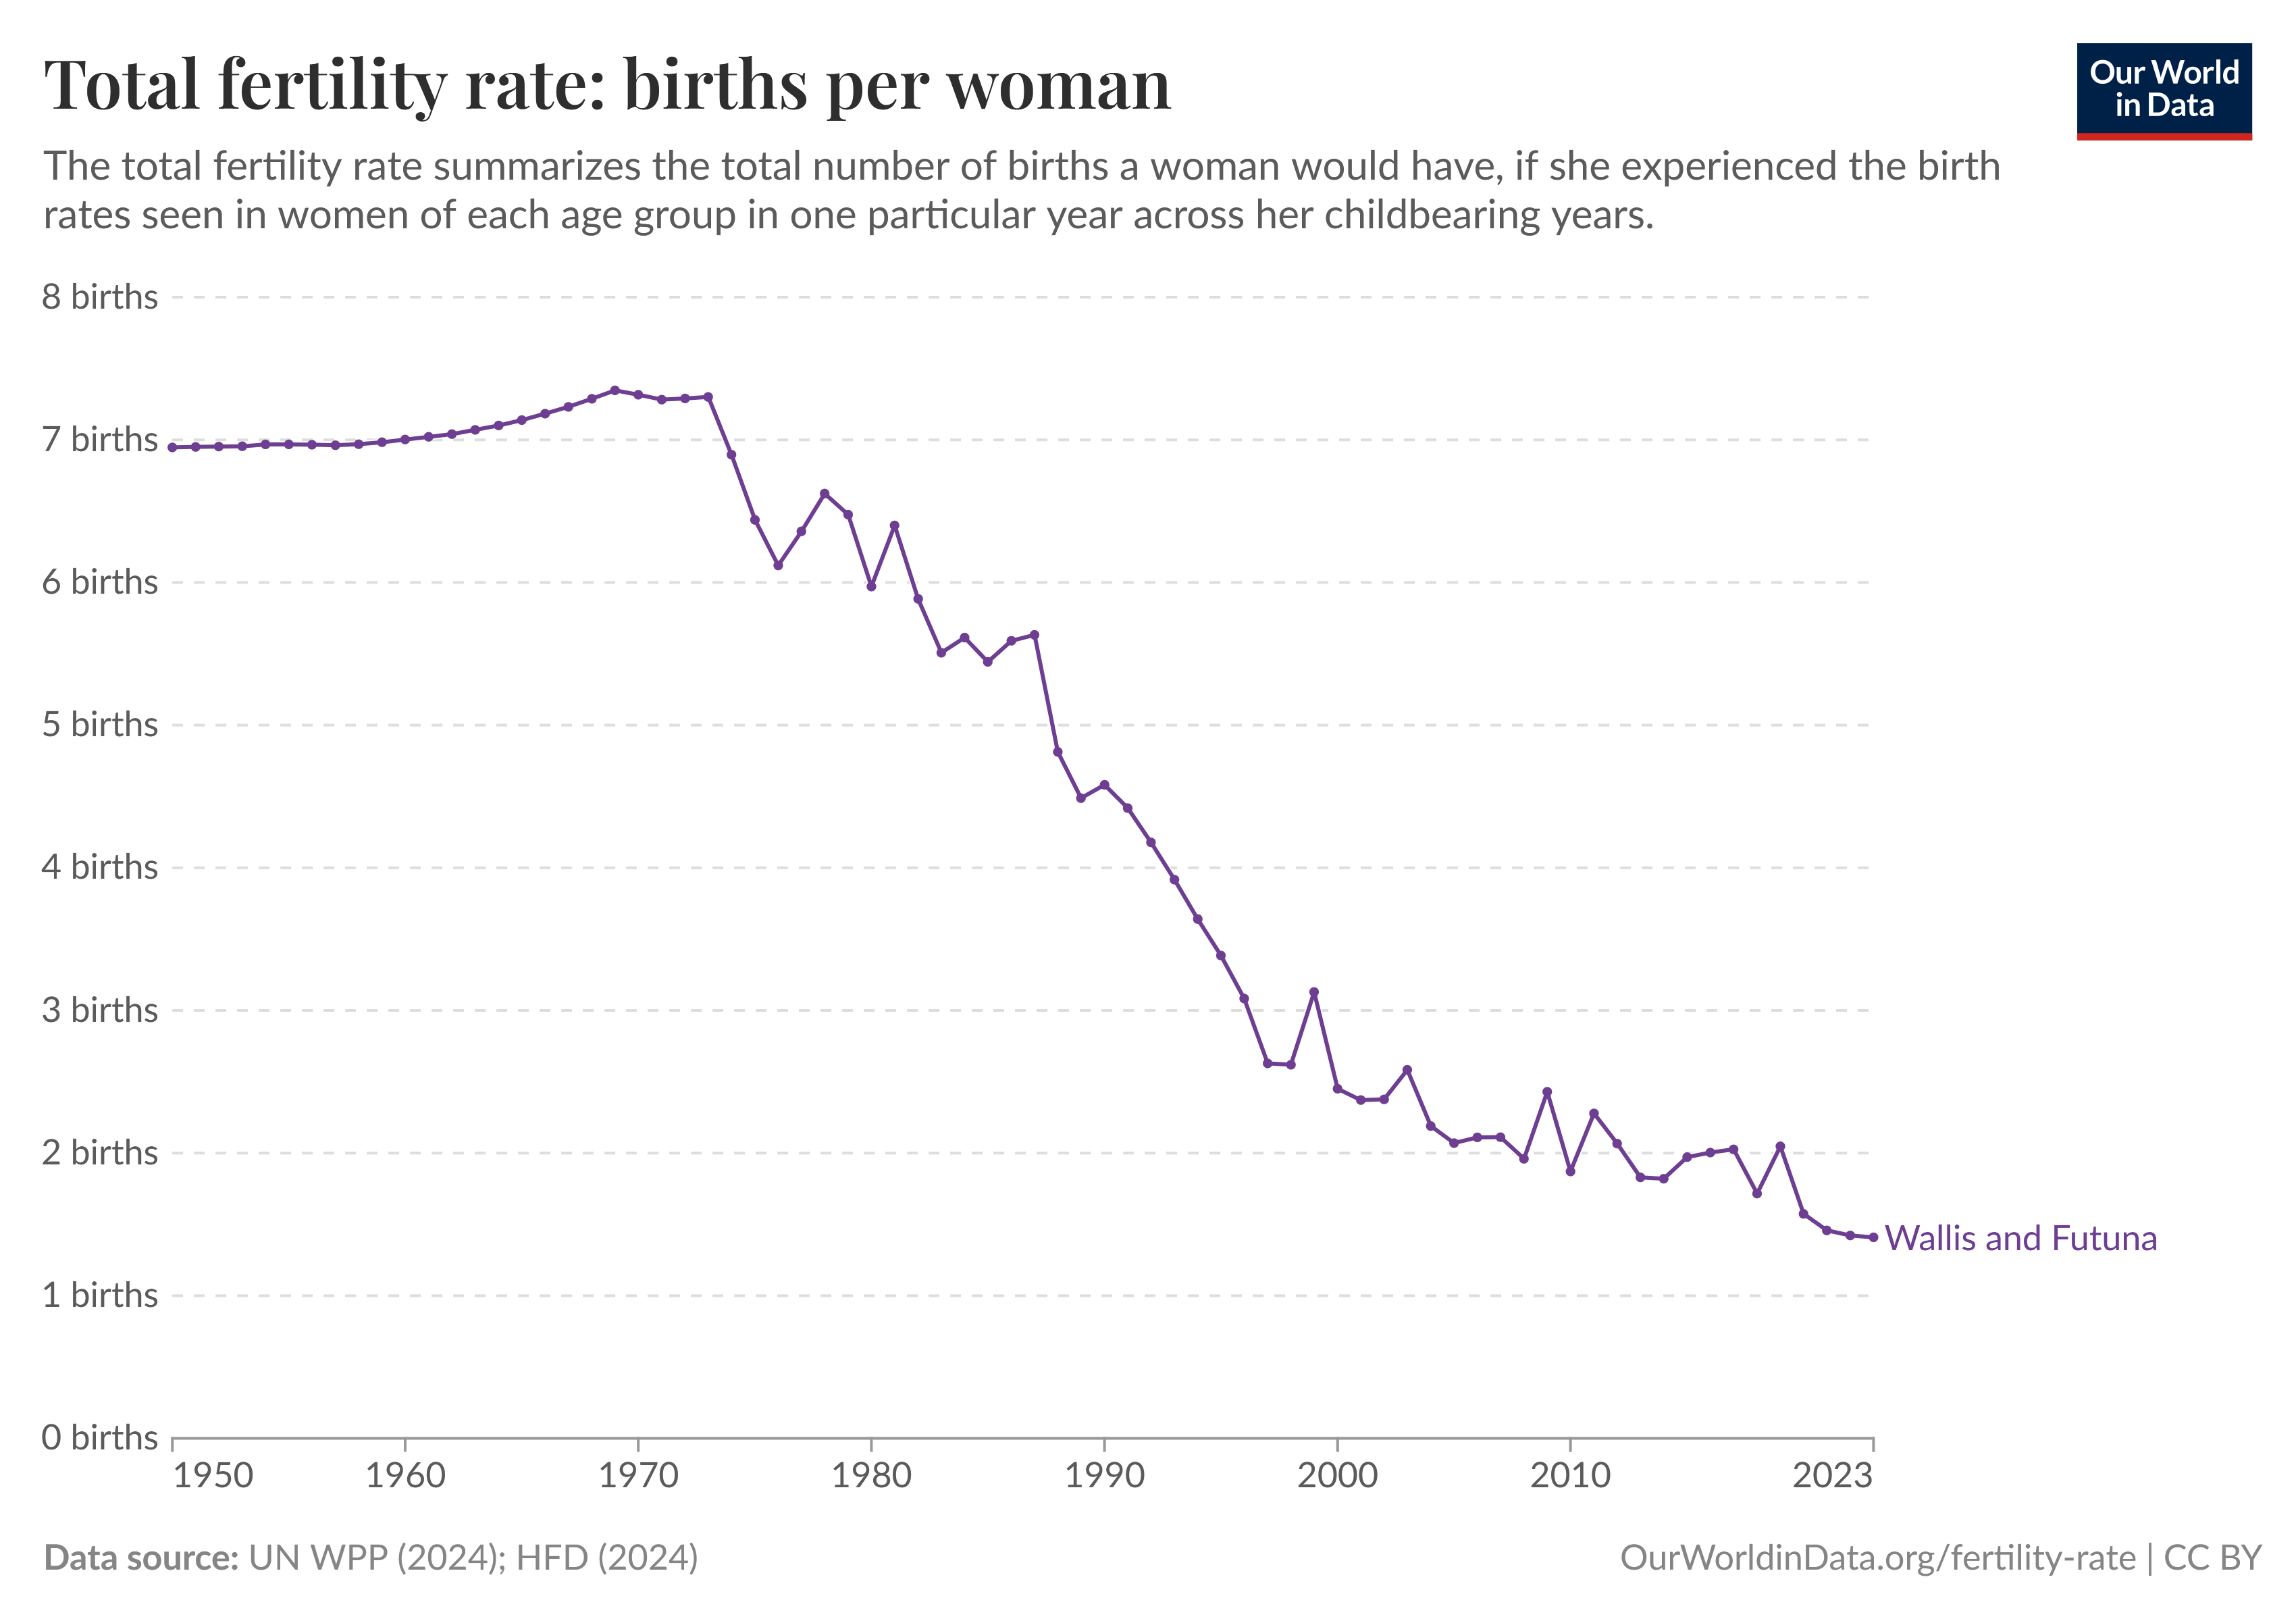 Total fertility rate: births per woman
Our World
in Data
The total fertility rate summarizes the total number of births a woman would have, if she experienced the birth
rates seen in women of each age group in one particular year across her childbearing years.
8 births
7 births
6 births
5 births
4 births
3 births
2 births
Wallis and Futuna
1 births
0 births
1950 1960 1970 1980 1990 2000 2010 2023
Data source: UN WPP (2024); HFD (2024)
OurWorldinData.org/fertility-rate | CC BY